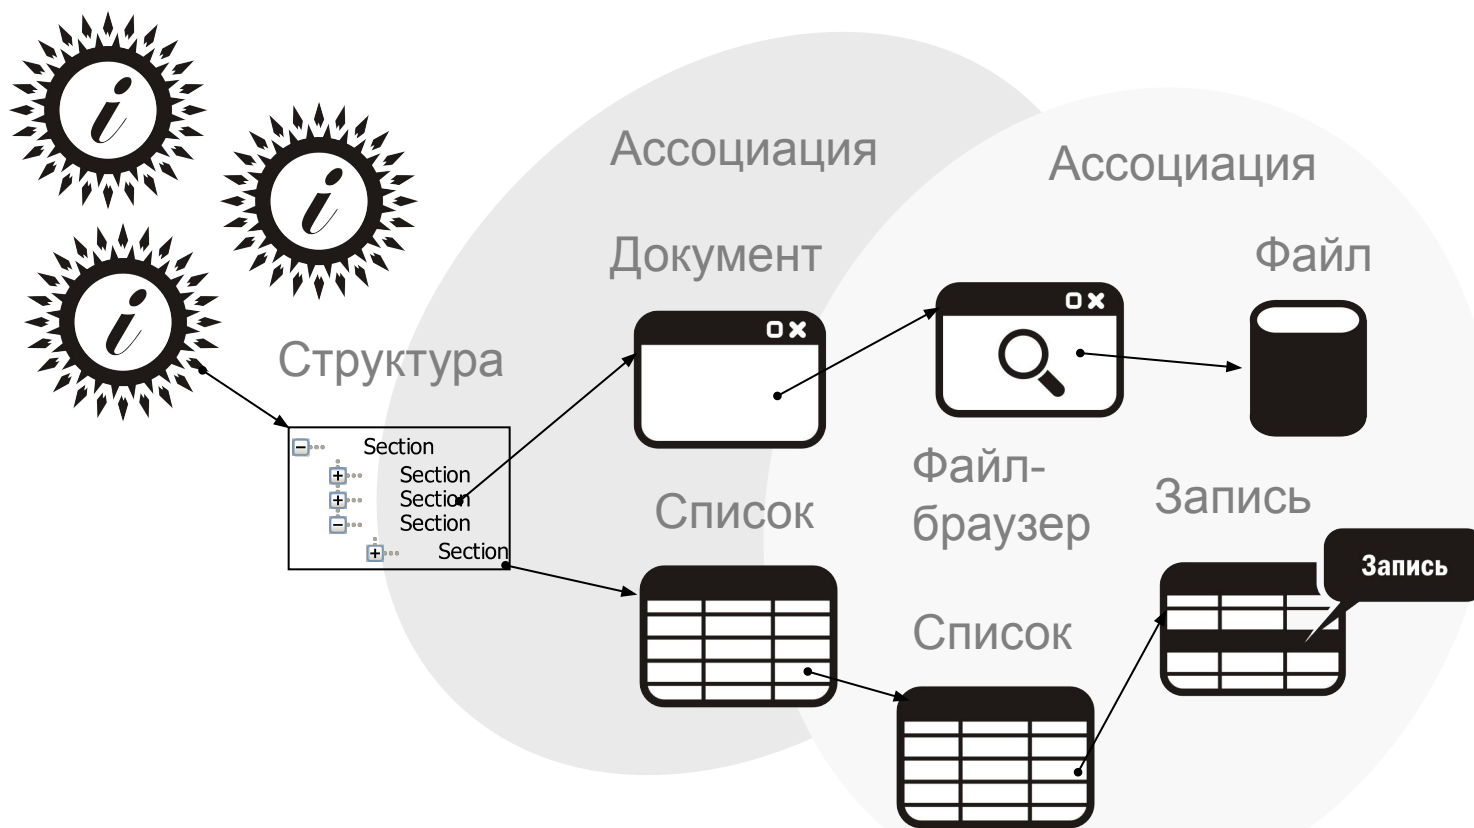 i
i
i
Ассоциация
Ассоциация
Документ
Файл
Структура
Section
Section
Section
Section
Section
Файл-
браузер
Список
Запись
Запись
Список